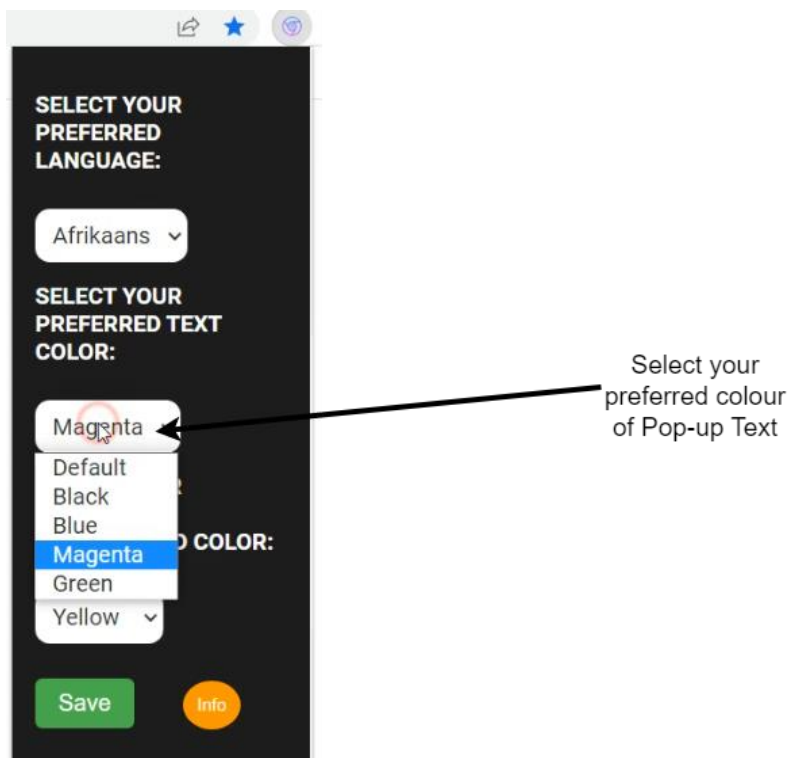 SELECT YOUR
PREFERRED
LANGUAGE:
Afrikaans
SELECT YOUR
PREFERRED TEXT
COLOR:
Magenta
Default
Black
Blue
Magenta
Green
COLOR:
Yellow
Save
Info
Select your
preferred colour
of Pop-up Text